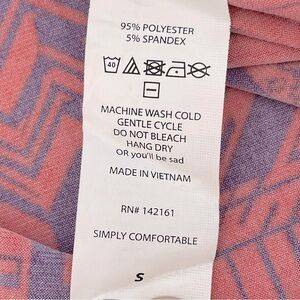 95% POLYESTER
5% SPANDEX
40
MACHINE WASH COLD
GENTLE CYCLE
DO NOT BLEACH
HANG DRY
OR you'll be sad
MADE IN VIETNAM
RN# 142161
SIMPLY COMFORTABLE
S